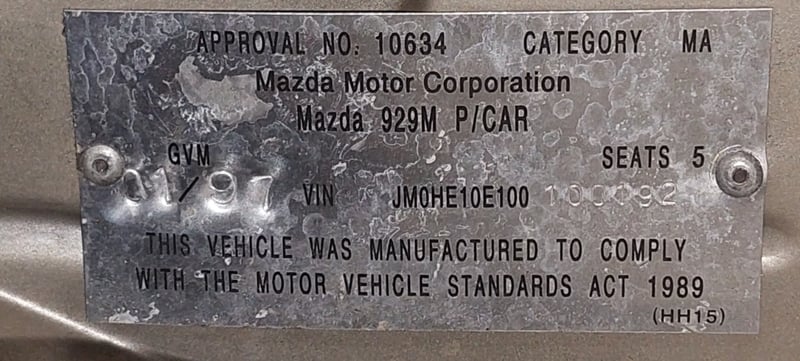 APPROVAL NO: 10634 CATEGORY MA
Mazda Motor Corporation
Mazda 929M P/CAR
GVM SEATS 5
01/91 VIN JM0HE10E100 100092
THIS VEHICLE WAS MANUFACTURED TO COMPLY
WITH THE MOTOR VEHICLE STANDARDS ACT 1989
(HH15)